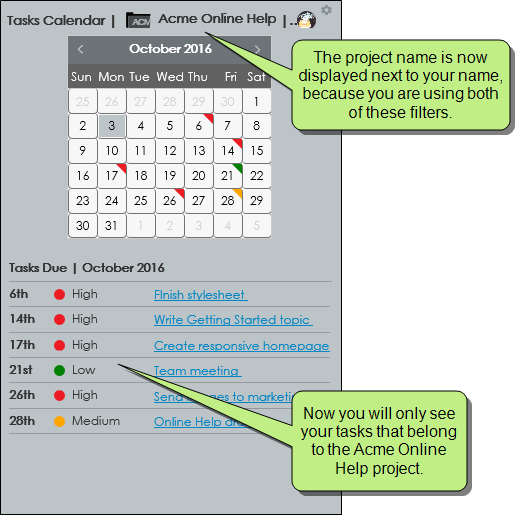 Tasks Calendar | ACM Acme Online Help |..
The project name is now
displayed next to your name,
because you are using both
of these filters.
< October 2016 >
Sun Mon Tue Wed Thu Fri Sat
25 26 27 28 29 30 1
2 3 4 5 6 7 8
9 10 11 12 13 14 15
16 17 18 19 20 21 22
23 24 25 26 27 28 29
30 31 1 2 3 4 5
Tasks Due | October 2016
6th High FInish stylesheet
14th High Write Getting Started topic
17th High Create responsive homepage
21st Low Team meeting
26th High Send images to marketi
28th Medium Online Help
Now you will only see
your tasks that belong
to the Acme Online
Help project.